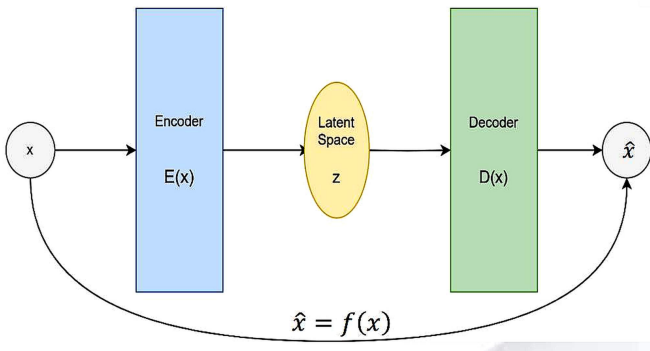 x
Encoder
E(x)
Latent
Space
z
Decoder
D(x)
x̂
x̂ = f(x)